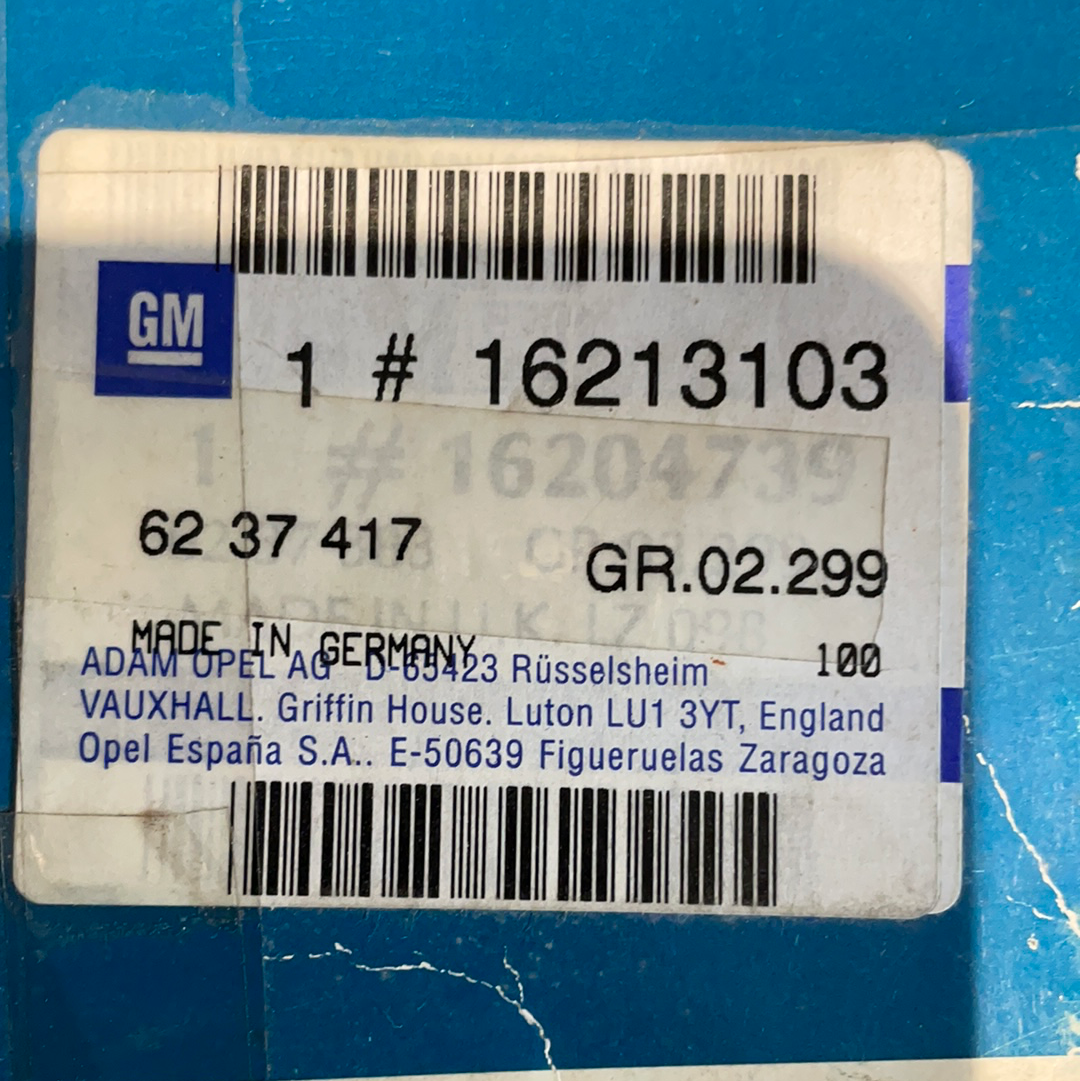 GM
1 # 16213103
1 # 16204739
62 37 417
GR.02.299
MADE IN GERMANY 100
ADAM OPEL AG D-65423 Rüsselsheim
VAUXHALL. Griffin House. Luton LU1 3YT, England
Opel España S.A.. E-50639 Figueruelas Zaragoza